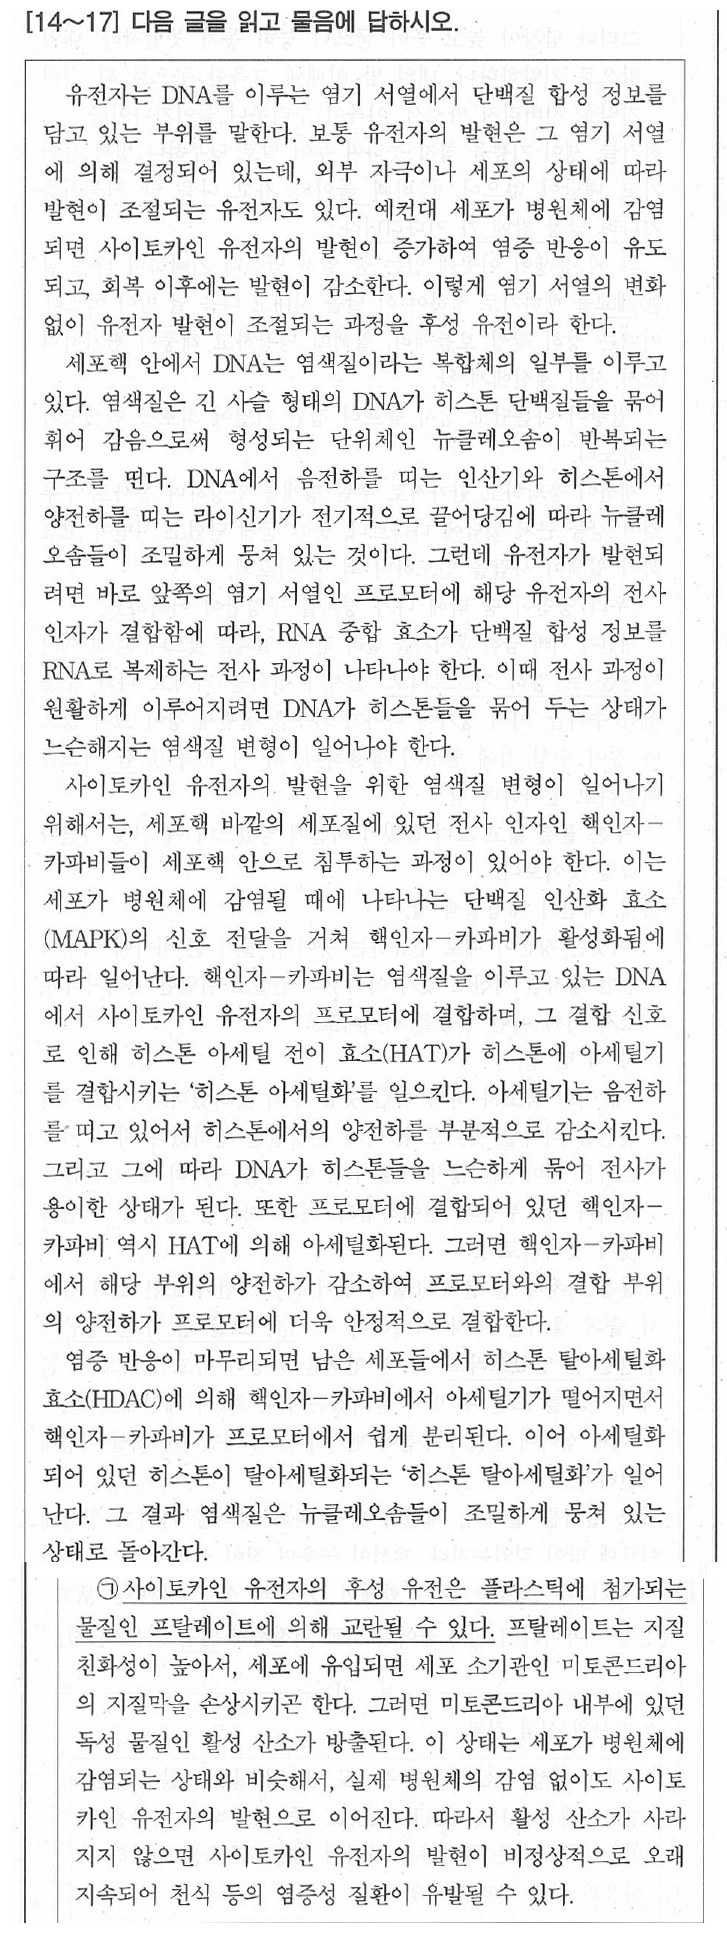 [14~17] 다음 글을 읽고 물음에 답하시오.
유전자는 DNA를 이루는 염기 서열에서 단백질 합성 정보를
담고 있는 부위를 말한다. 보통 유전자의 발현은 그 염기 서열
에 의해 결정되어 있는데, 외부 자극이나 세포의 상태에 따라
발현이 조절되는 유전자도 있다. 예컨대 세포가 병원체에 감염
되면 사이토카인 유전자의 발현이 증가하여 염증 반응이 유도
되고, 회복 이후에는 발현이 감소한다. 이렇게 염기 서열의 변화
없이 유전자 발현이 조절되는 과정을 후성 유전이라 한다.
세포핵 안에서 DNA는 염색질이라는 복합체의 일부를 이루고
있다. 염색질은 긴 사슬 형태의 DNA가 히스톤 단백질들을 묶어
휘어 감음으로써 형성되는 단위체인 뉴클레오솜이 반복되는
구조를 띤다. DNA에서 음전하를 띠는 인산기와 히스톤에서
양전하를 띠는 라이신기가 전기적으로 끌어당김에 따라 뉴클레
오솜들이 조밀하게 뭉쳐 있는 것이다. 그런데 유전자가 발현되
려면 바로 앞쪽의 염기 서열인 프로모터에 해당 유전자의 전사
인자가 결합함에 따라, RNA 중합 효소가 단백질 합성 정보를
RNA로 복제하는 전사 과정이 나타나야 한다. 이때 전사 과정이
원활하게 이루어지려면 DNA가 히스톤들을 묶어 두는 상태가
느슨해지는 염색질 변형이 일어나야 한다.
사이토카인 유전자의 발현을 위한 염색질 변형이 일어나기
위해서는, 세포핵 바깥의 세포질에 있던 전사 인자인 핵인자-
카파비들이 세포핵 안으로 침투하는 과정이 있어야 한다. 이는
세포가 병원체에 감염될 때에 나타나는 단백질 인산화 효소
(MAPK)의 신호 전달을 거쳐 핵인자-카파비가 활성화됨에
따라 일어난다. 핵인자-카파비는 염색질을 이루고 있는 DNA
에서 사이토카인 유전자의 프로모터에 결합하며, 그 결합 신호
로 인해 히스톤 아세틸 전이 효소(HAT)가 히스톤에 아세틸기
를 결합시키는 ‘히스톤 아세틸화’를 일으킨다. 아세틸기는 음전하
를 띠고 있어서 히스톤에서의 양전하를 부분적으로 감소시킨다.
그리고 그에 따라 DNA가 히스톤들을 느슨하게 묶어 전사가
용이한 상태가 된다. 또한 프로모터에 결합되어 있던 핵인자-
카파비 역시 HAT에 의해 아세틸화된다. 그러면 핵인자-카파비
에서 해당 부위의 양전하가 감소하여 프로모터와의 결합 부위
의 양전하가 프로모터에 더욱 안정적으로 결합한다.
염증 반응이 마무리되면 남은 세포들에서 히스톤 탈아세틸화
효소(HDAC)에 의해 핵인자-카파비에서 아세틸기가 떨어지면서
핵인자-카파비가 프로모터에서 쉽게 분리된다. 이어 아세틸화
되어 있던 히스톤이 탈아세틸화되는 ‘히스톤 탈아세틸화’가 일어
난다. 그 결과 염색질은 뉴클레오솜들이 조밀하게 뭉쳐 있는
상태로 돌아간다.
㉠사이토카인 유전자의 후성 유전은 플라스틱에 첨가되는
물질인 프탈레이트에 의해 교란될 수 있다. 프탈레이트는 지질
친화성이 높아서, 세포에 유입되면 세포 소기관인 미토콘드리아
의 지질막을 손상시키곤 한다. 그러면 미토콘드리아 내부에 있던
독성 물질인 활성 산소가 방출된다. 이 상태는 세포가 병원체에
감염되는 상태와 비슷해서, 실제 병원체의 감염 없이도 사이토
카인 유전자의 발현으로 이어진다. 따라서 활성 산소가 사라
지지 않으면 사이토카인 유전자의 발현이 비정상적으로 오래
지속되어 천식 등의 염증성 질환이 유발될 수 있다.